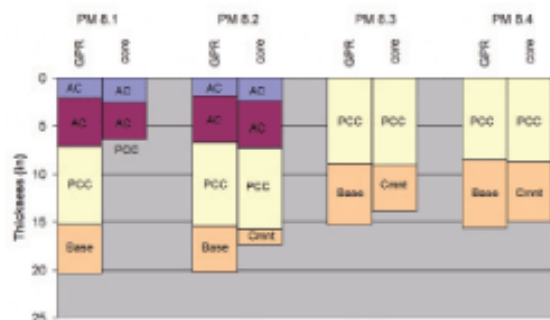 PM 8.1 PM 8.2 PM 8.3 PM 8.4
GPR core GPR core GPR core GPR core
0
AC AC AC AC
5
AC AC AC AC PCC PCC PCC PCC
PCC
10
PCC PCC PCC Base Cmnt Base Cmnt
15
Base Base Cmnt
20
25
Thickness (in)